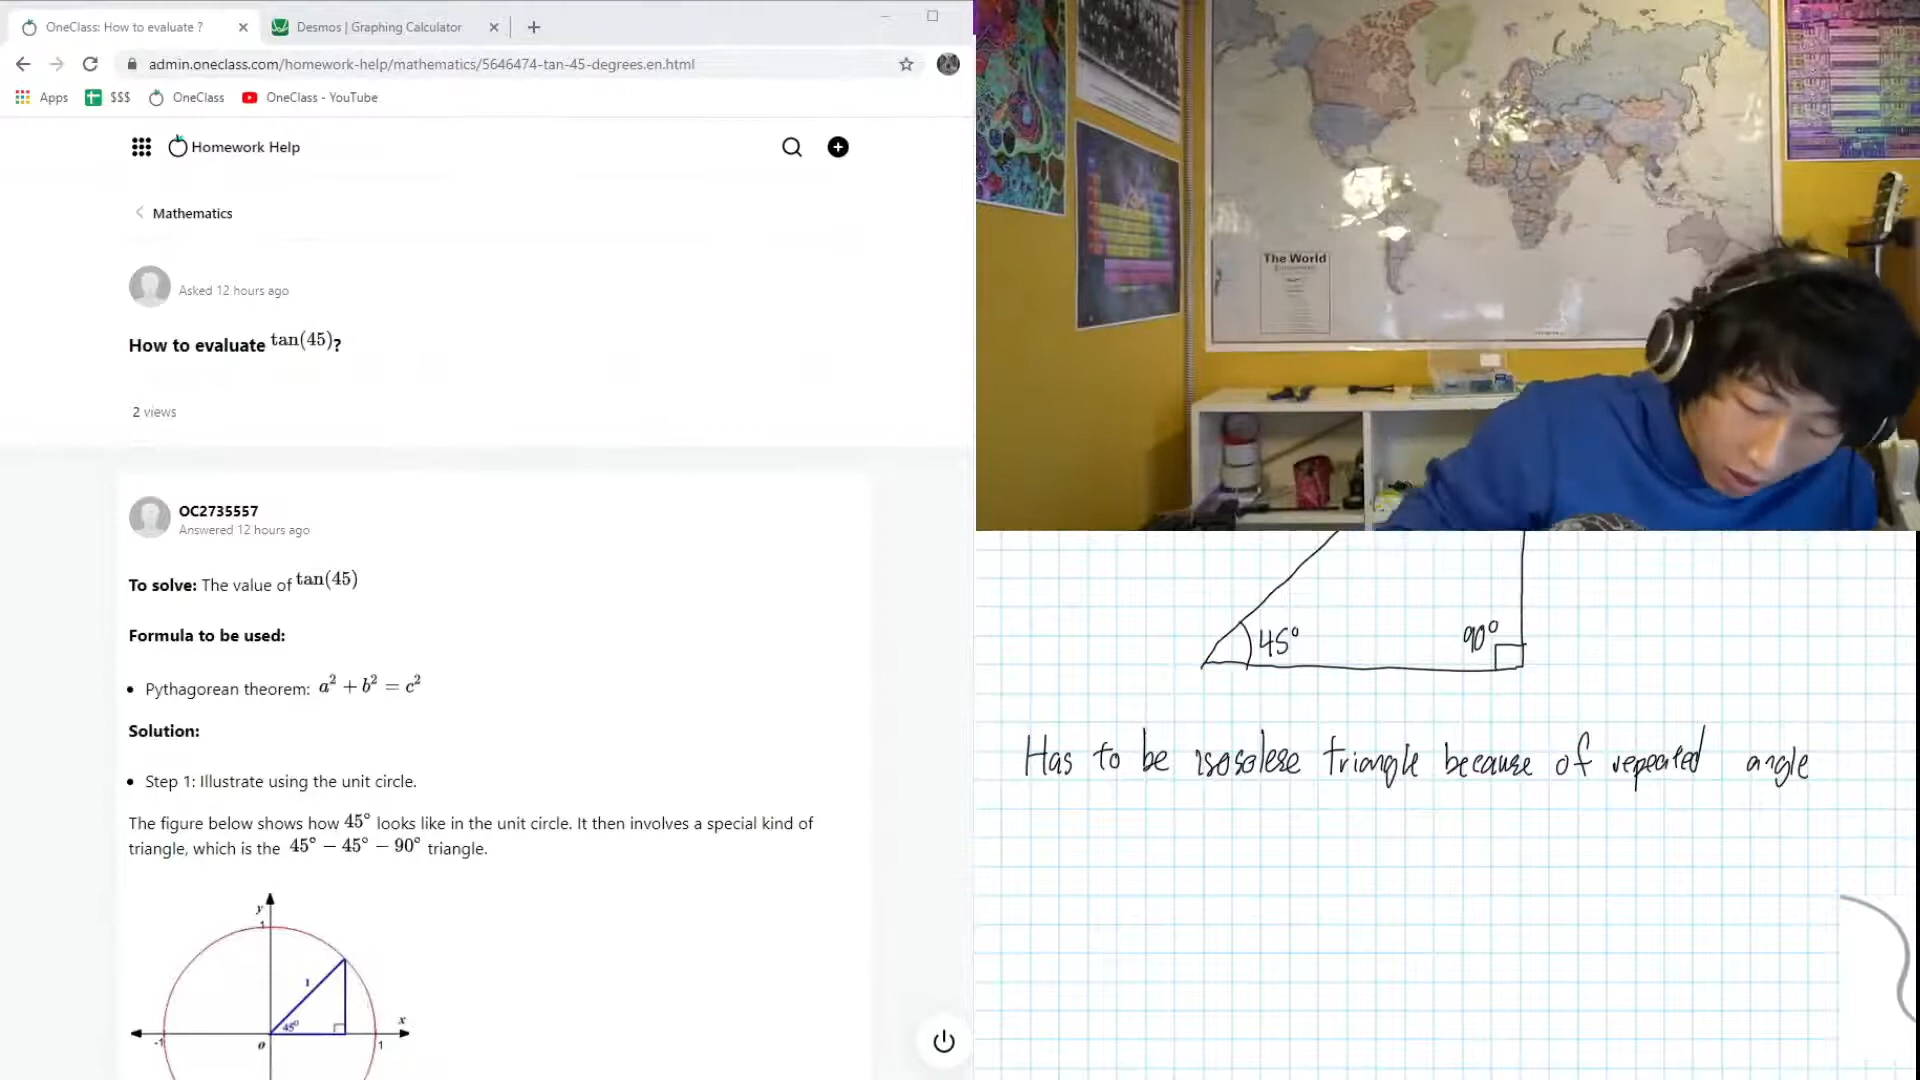 OneClass: How to evaluate ?
Desmos | Graphing Calculator
admin.oneclass.com/homework-help/mathematics/5646474-tan-45-degrees.en.html
Apps
$$$
OneClass
OneClass - YouTube
Homework Help
Mathematics
Asked 12 hours ago
How to evaluate tan(45)?
2 views
OC2735557
Answered 12 hours ago
To solve: The value of tan(45)
Formula to be used:
• Pythagorean theorem: a² + b² = c²
Solution:
• Step 1: Illustrate using the unit circle.
The figure below shows how 45° looks like in the unit circle. It then involves a special kind of
triangle, which is the 45° − 45° − 90° triangle.
y
1
1
45°
x
-1
o
1
The World
45°
90°
Has to be isosolese triangle because of repeated angle